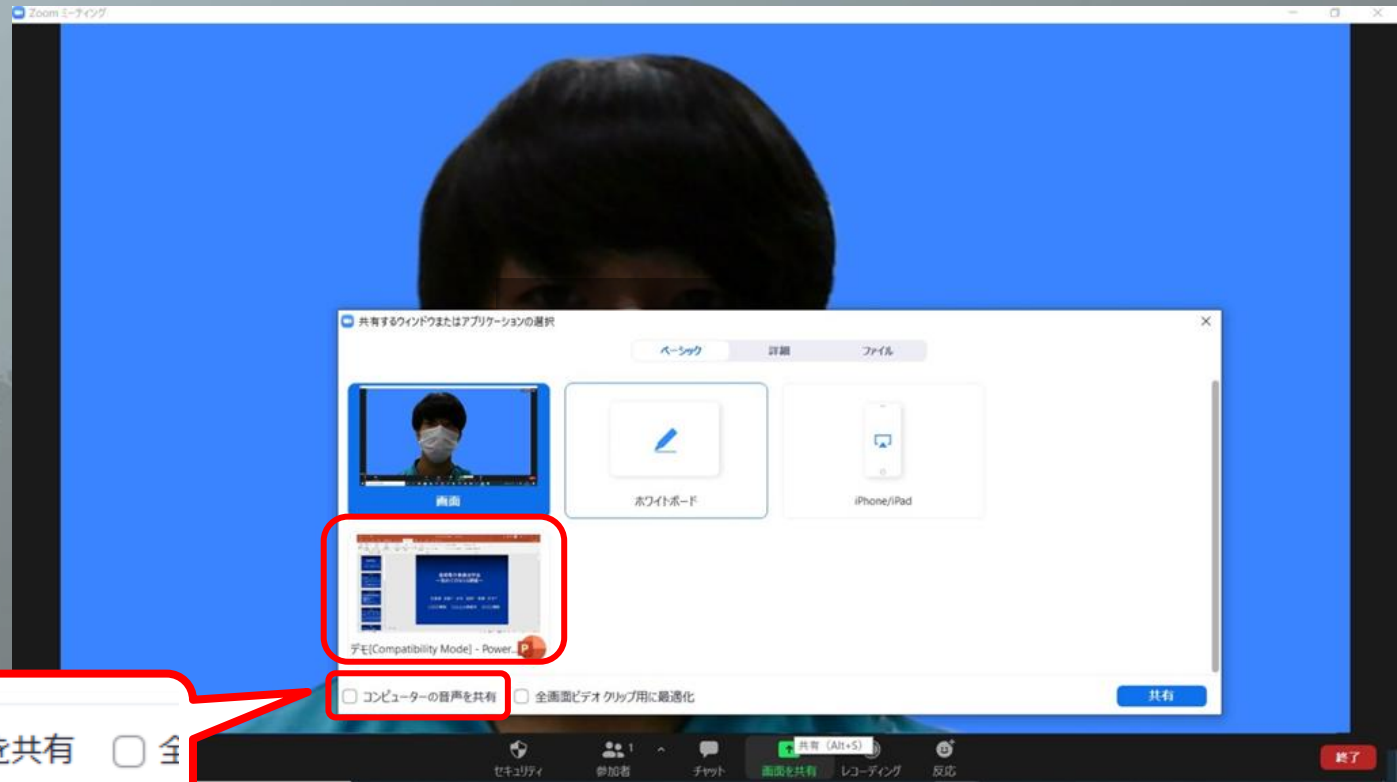 Zoom ミーティング
共有するウィンドウまたはアプリケーションの選択
ベーシック 詳細 ファイル
画面
ホワイトボード
iPhone/iPad
デモ[Compatibility Mode] - Power...
コンピューターの音声を共有 全画面ビデオ クリップ用に最適化 共有
を共有 全
共有 (Alt+S)
セキュリティ
参加者 1
チャット
画面を共有
レコーディング
反応
終了